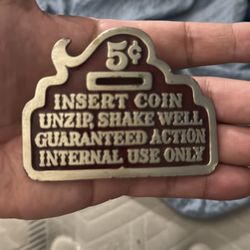 5¢
INSERT COIN
UNZIP, SHAKE WELL
GUARANTEED ACTION
INTERNAL USE ONLY